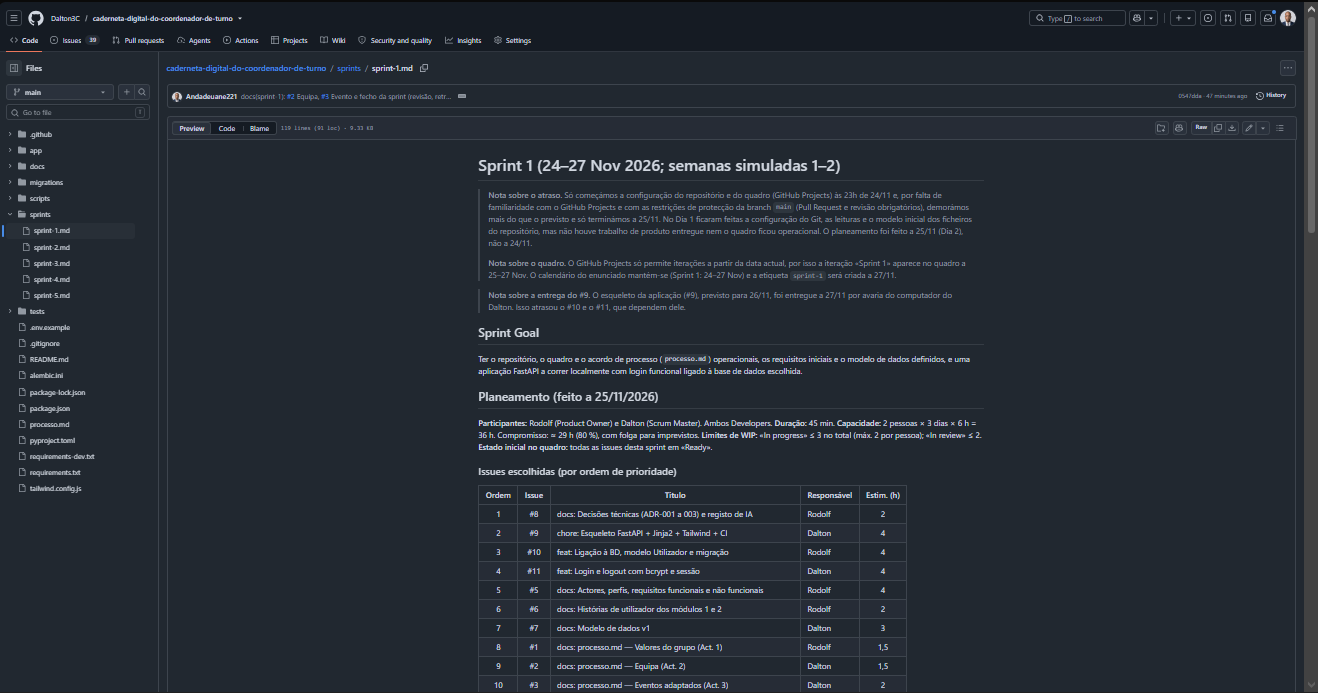 Dalton3C / caderneta-digital-do-coordenador-de-turno
Type / to search
Code Issues 39 Pull requests Agents Actions Projects Wiki Security and quality Insights Settings
Files
main
Go to file t
.github
app
docs
migrations
scripts
sprints
sprint-1.md
sprint-2.md
sprint-3.md
sprint-4.md
sprint-5.md
tests
.env.example
.gitignore
README.md
alembic.ini
package-lock.json
package.json
processo.md
pyproject.toml
requirements-dev.txt
requirements.txt
tailwind.config.js
caderneta-digital-do-coordenador-de-turno / sprints / sprint-1.md
Andadeuane221 docs(sprint-1): #2 Equipa, #3 Evento e fecho da sprint (revisão, retr... 0547dda · 47 minutes ago History
Preview Code Blame 119 lines (91 loc) · 9.33 KB Raw
Sprint 1 (24–27 Nov 2026; semanas simuladas 1–2)
Nota sobre o atraso. Só começámos a configuração do repositório e do quadro (GitHub Projects) às 23h de 24/11 e, por falta de
familiaridade com o GitHub Projects e com as restrições de protecção da branch main (Pull Request e revisão obrigatórios), demorámos
mais do que o previsto e só terminámos a 25/11. No Dia 1 ficaram feitas a configuração do Git, as leituras e o modelo inicial dos ficheiros
do repositório, mas não houve trabalho de produto entregue nem o quadro ficou operacional. O planeamento foi feito a 25/11 (Dia 2),
não a 24/11.
Nota sobre o quadro. O GitHub Projects só permite iterações a partir da data actual, por isso a iteração «Sprint 1» aparece no quadro a
25–27 Nov. O calendário do enunciado mantém-se (Sprint 1: 24–27 Nov) e a etiqueta sprint-1 será criada a 27/11.
Nota sobre a entrega do #9. O esqueleto da aplicação (#9), previsto para 26/11, foi entregue a 27/11 por avaria do computador do
Dalton. Isso atrasou o #10 e o #11, que dependem dele.
Sprint Goal
Ter o repositório, o quadro e o acordo de processo ( processo.md ) operacionais, os requisitos iniciais e o modelo de dados definidos, e uma
aplicação FastAPI a correr localmente com login funcional ligado à base de dados escolhida.
Planeamento (feito a 25/11/2026)
Participantes: Rodolf (Product Owner) e Dalton (Scrum Master). Ambos Developers. Duração: 45 min. Capacidade: 2 pessoas × 3 dias × 6 h =
36 h. Compromisso: ≈ 29 h (80 %), com folga para imprevistos. Limites de WIP: «In progress» ≤ 3 no total (máx. 2 por pessoa); «In review» ≤ 2.
Estado inicial no quadro: todas as issues desta sprint em «Ready».
Issues escolhidas (por ordem de prioridade)
Ordem Issue Título Responsável Estim. (h)
1 #8 docs: Decisões técnicas (ADR-001 a 003) e registo de IA Rodolf 2
2 #9 chore: Esqueleto FastAPI + Jinja2 + Tailwind + CI Dalton 4
3 #10 feat: Ligação à BD, modelo Utilizador e migração Rodolf 4
4 #11 feat: Login e logout com bcrypt e sessão Dalton 4
5 #5 docs: Actores, perfis, requisitos funcionais e não funcionais Rodolf 4
6 #6 docs: Histórias de utilizador dos módulos 1 e 2 Rodolf 2
7 #7 docs: Modelo de dados v1 Dalton 3
8 #1 docs: processo.md — Valores do grupo (Act. 1) Rodolf 1,5
9 #2 docs: processo.md — Equipa (Act. 2) Dalton 1,5
10 #3 docs: processo.md — Eventos adaptados (Act. 3) Dalton 2